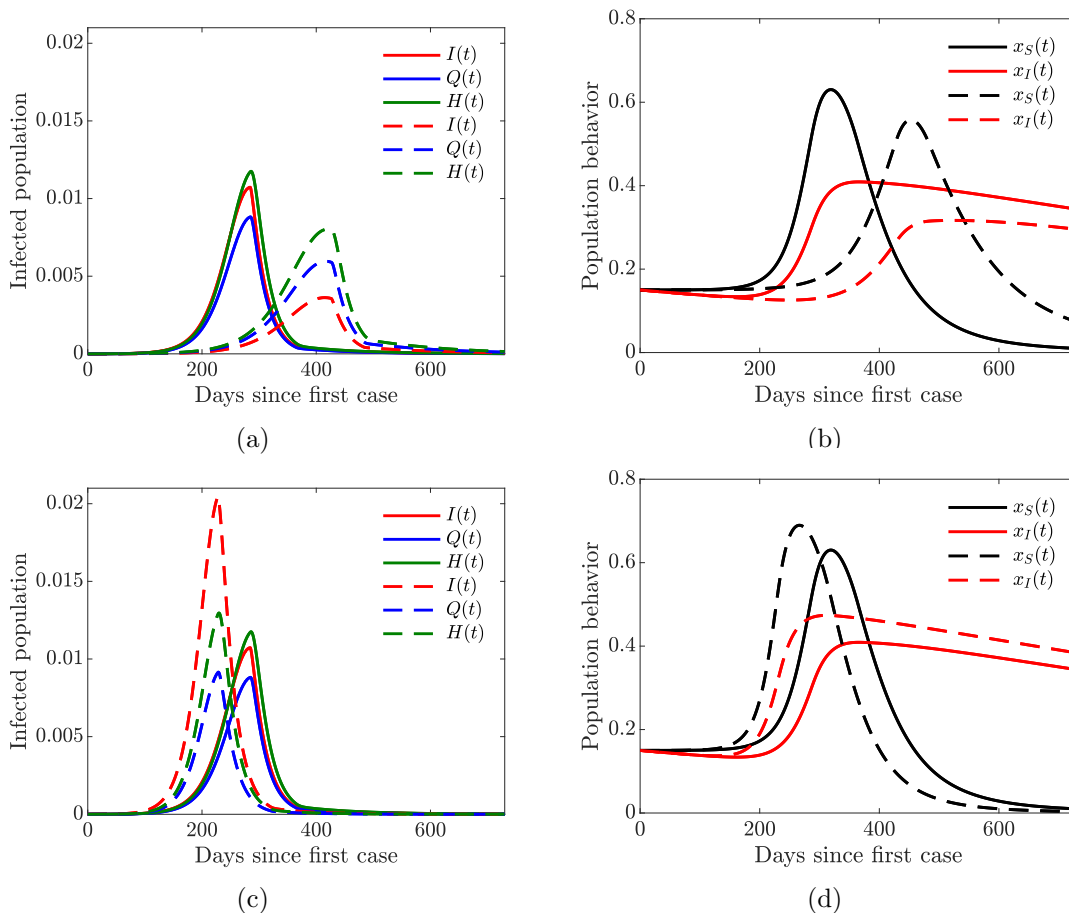 0.02
0.015
0.01
0.005
0
Infected population
I(t)
Q(t)
H(t)
I(t)
Q(t)
H(t)
0 200 400 600
Days since first case
(a)
0.8
0.6
0.4
0.2
0
Population behavior
x_S(t)
x_I(t)
x_S(t)
x_I(t)
0 200 400 600
Days since first case
(b)
0.02
0.015
0.01
0.005
0
Infected population
I(t)
Q(t)
H(t)
I(t)
Q(t)
H(t)
0 200 400 600
Days since first case
(c)
0.8
0.6
0.4
0.2
0
Population behavior
x_S(t)
x_I(t)
x_S(t)
x_I(t)
0 200 400 600
Days since first case
(d)